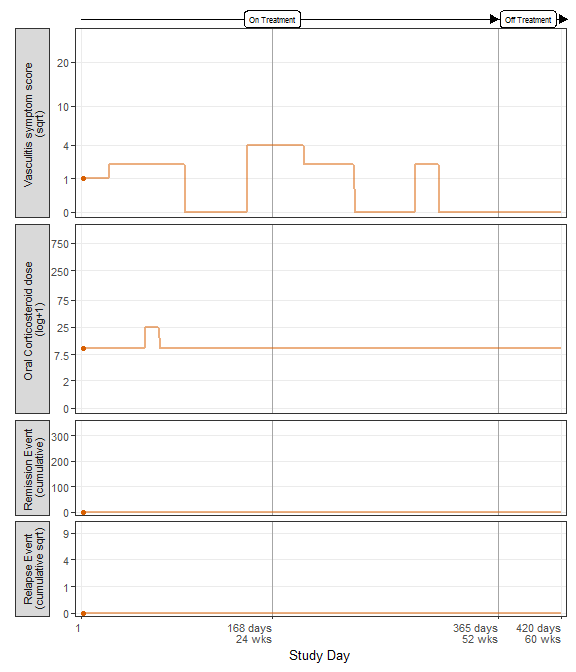 On Treatment
Off Treatment
Vasculitis symptom score
(sqrt)
20
10
4
1
0
Oral Corticosteroid dose
(log+1)
750
250
75
25
7.5
2
0
Remission Event
(cumulative)
300
200
100
0
Relapse Event
(cumulative sqrt)
9
4
1
0
1
168 days
24 wks
365 days
52 wks
420 days
60 wks
Study Day